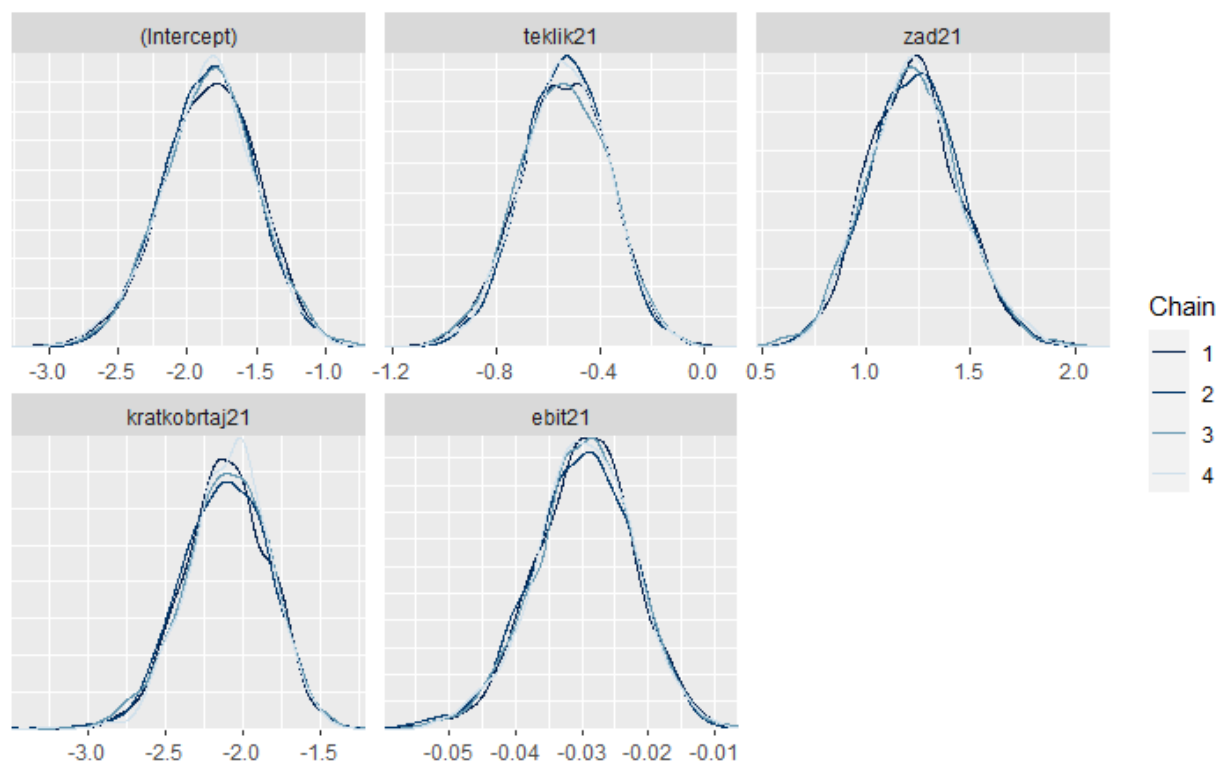 (Intercept)
teklik21
zad21
-3.0 -2.5 -2.0 -1.5 -1.0
-1.2 -0.8 -0.4 0.0
0.5 1.0 1.5 2.0
kratkobrtaj21
ebit21
-3.0 -2.5 -2.0 -1.5
-0.05 -0.04 -0.03 -0.02 -0.01
Chain
1
2
3
4